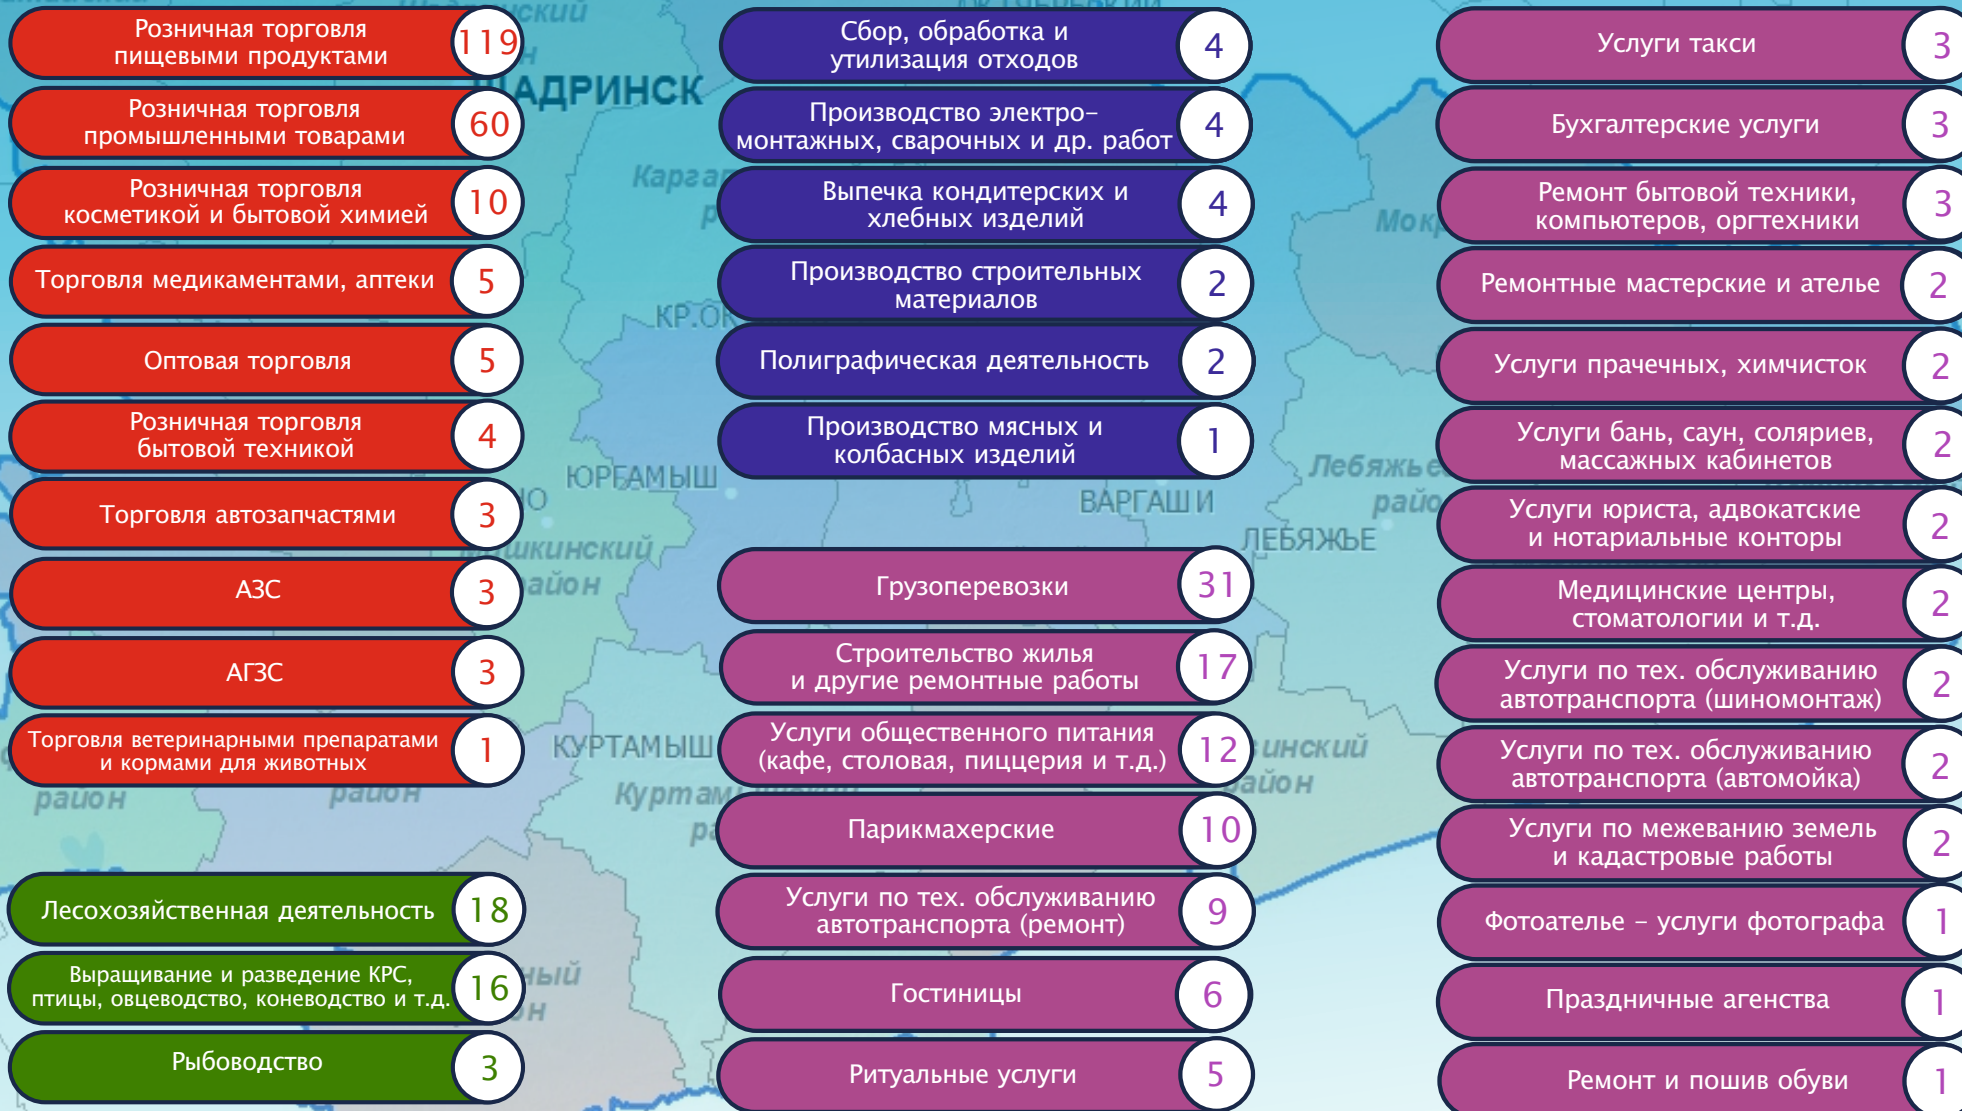 Розничная торговля
пищевыми продуктами
119
Розничная торговля
промышленными товарами
60
Розничная торговля
косметикой и бытовой химией
10
Торговля медикаментами, аптеки
5
Оптовая торговля
5
Розничная торговля
бытовой техникой
4
Торговля автозапчастями
3
АЗС
3
АГЗС
3
Торговля ветеринарными препаратами
и кормами для животных
1
Лесохозяйственная деятельность
18
Выращивание и разведение КРС,
птицы, овцеводство, коневодство и т.д.
16
Рыбоводство
3
Сбор, обработка и
утилизация отходов
4
Производство электро-
монтажных, сварочных и др. работ
4
Выпечка кондитерских и
хлебных изделий
4
Производство строительных
материалов
2
Полиграфическая деятельность
2
Производство мясных и
колбасных изделий
1
Грузоперевозки
31
Строительство жилья
и другие ремонтные работы
17
Услуги общественного питания
(кафе, столовая, пиццерия и т.д.)
12
Парикмахерские
10
Услуги по тех. обслуживанию
автотранспорта (ремонт)
9
Гостиницы
6
Ритуальные услуги
5
Услуги такси
3
Бухгалтерские услуги
3
Ремонт бытовой техники,
компьютеров, оргтехники
3
Ремонтные мастерские и ателье
2
Услуги прачечных, химчисток
2
Услуги бань, саун, соляриев,
массажных кабинетов
2
Услуги юриста, адвокатские
и нотариальные конторы
2
Медицинские центры,
стоматологии и т.д.
2
Услуги по тех. обслуживанию
автотранспорта (шиномонтаж)
2
Услуги по тех. обслуживанию
автотранспорта (автомойка)
2
Услуги по межеванию земель
и кадастровые работы
2
Фотоателье - услуги фотографа
1
Праздничные агенства
1
Ремонт и пошив обуви
1
АДРИНСК
КР.ОК
ЮРГАМЫШ
ВАРГАШИ
Лебяжье
райо
ЛЕБЯЖЬЕ
район
КУРТАМЫШ
район
район
район